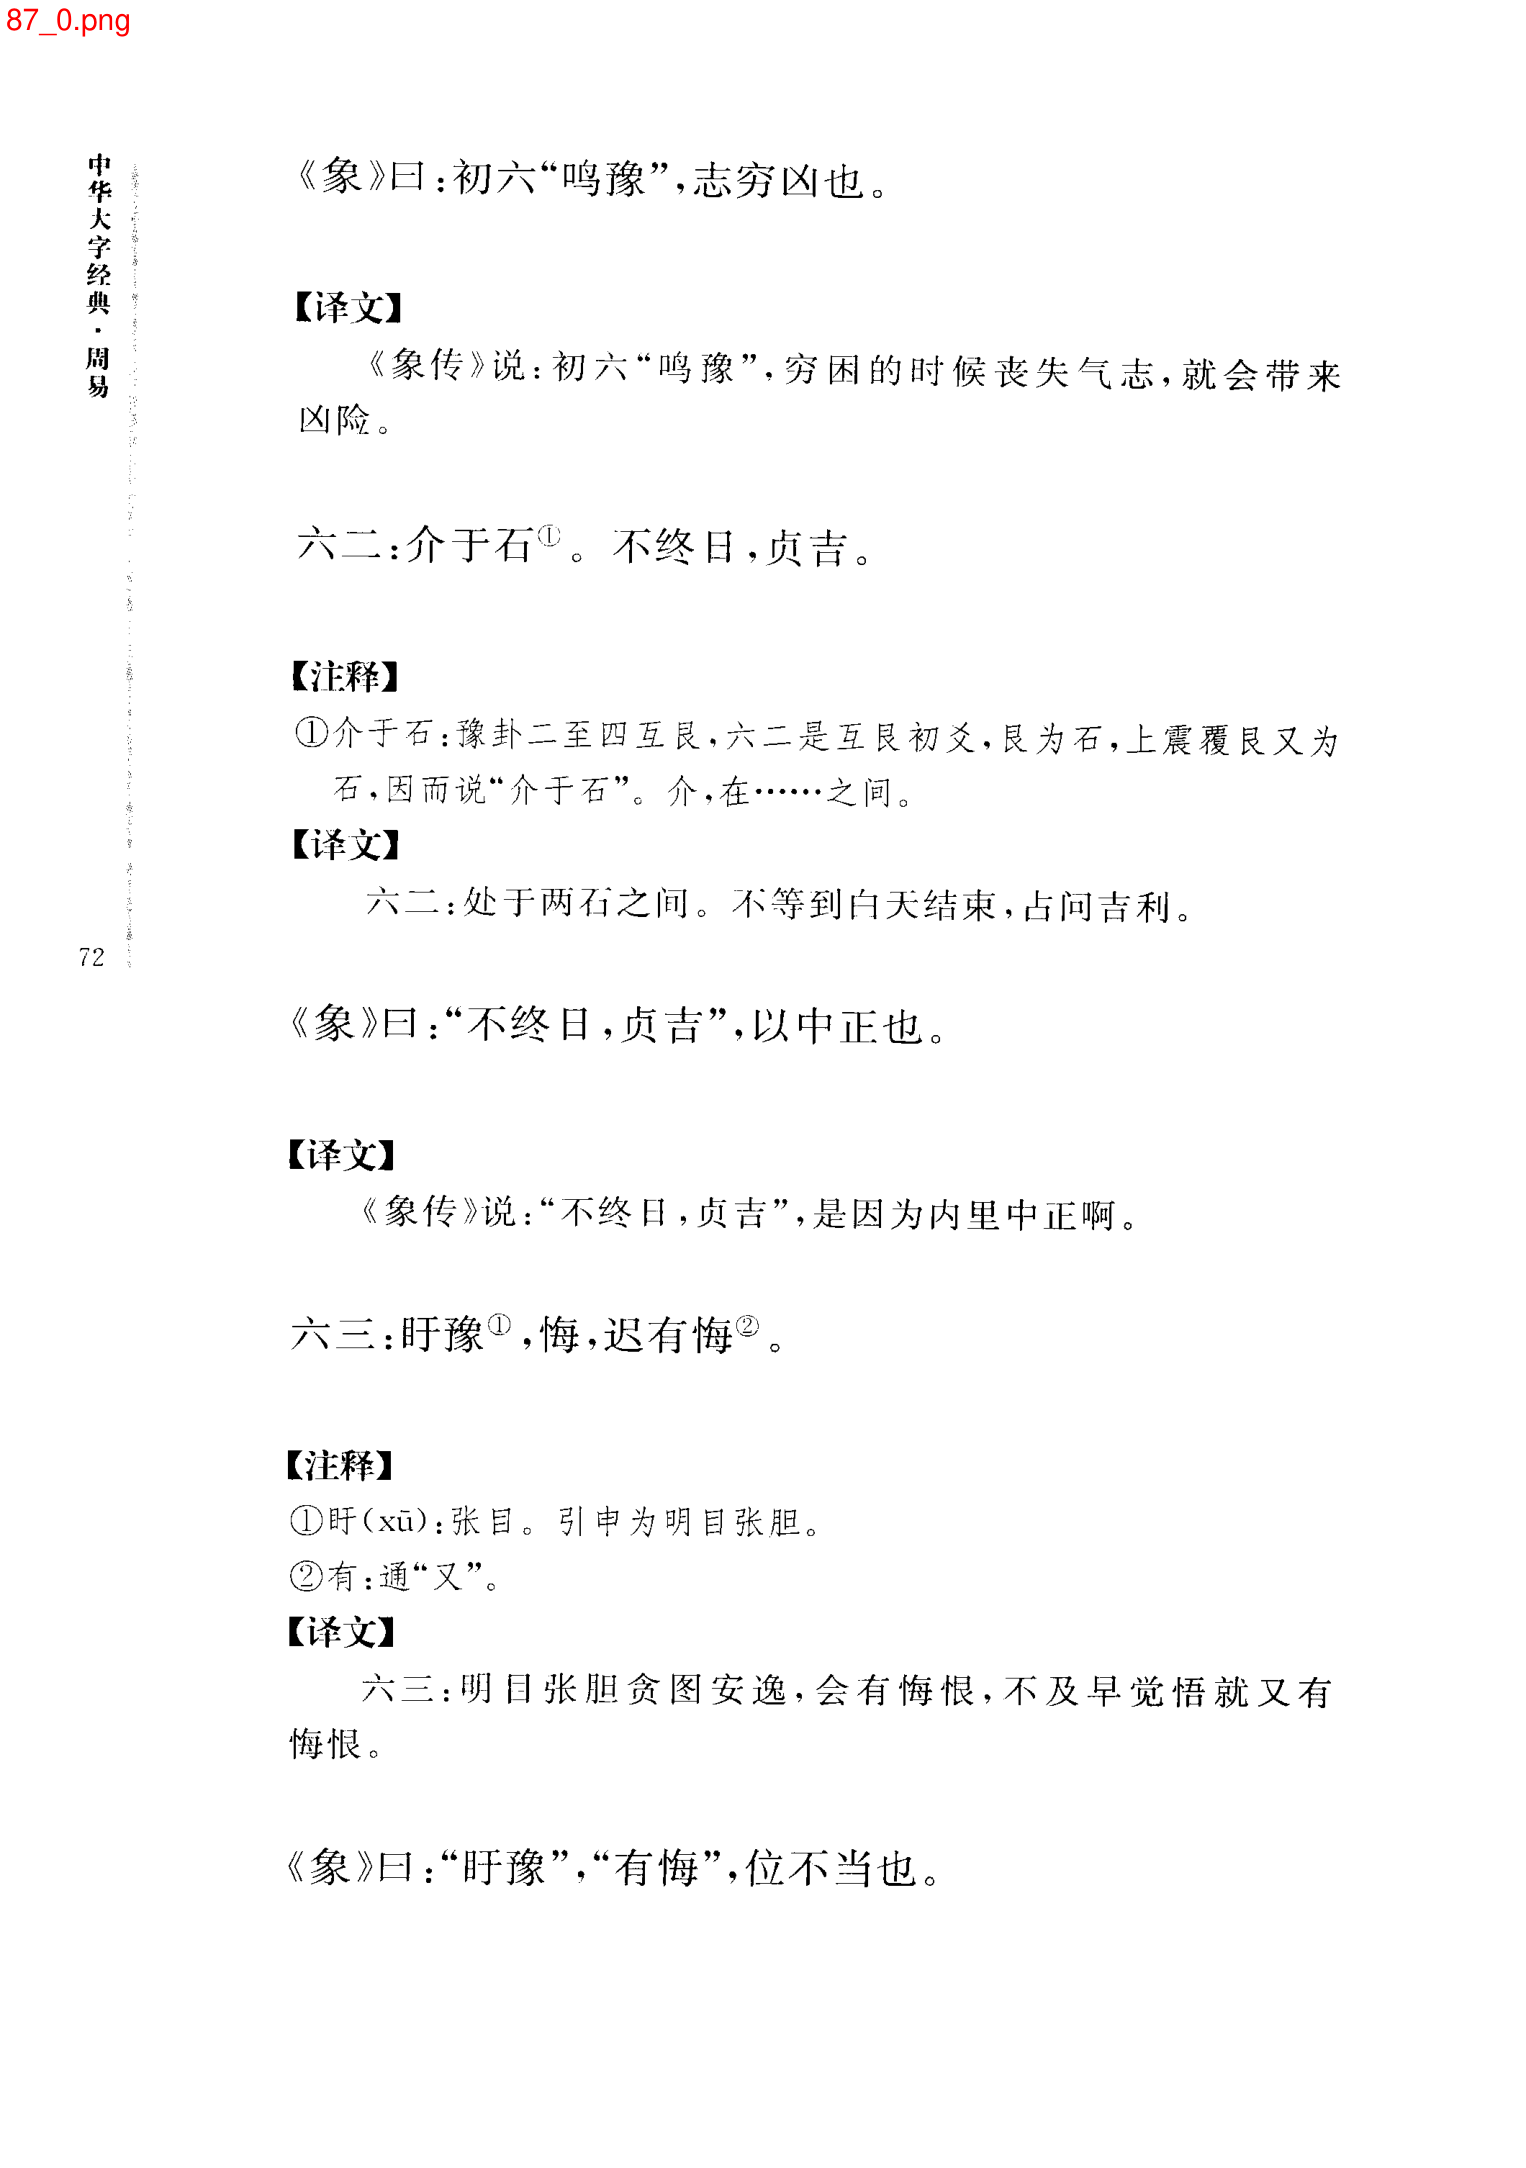 87_0.png
中华大字经典·周易
《象》曰:初六“鸣豫”,志穷凶也。
【译文】
《象传》说:初六“鸣豫”,穷困的时候丧失气志,就会带来
凶险。
六二:介于石①。不终日,贞吉。
【注释】
①介于石:豫卦二至四互艮,六二是互艮初爻,艮为石,上震覆艮又为
石,因而说“介于石”。介,在……之间。
【译文】
六二:处于两石之间。不等到白天结束,占问吉利。
72
《象》曰:“不终日,贞吉”,以中正也。
【译文】
《象传》说:“不终日,贞吉”,是因为内里中正啊。
六三:盱豫①,悔,迟有悔②。
【注释】
①盱(xū):张目。引申为明目张胆。
②有:通“又”。
【译文】
六三:明目张胆贪图安逸,会有悔恨,不及早觉悟就又有
悔恨。
《象》曰:“盱豫”,“有悔”,位不当也。